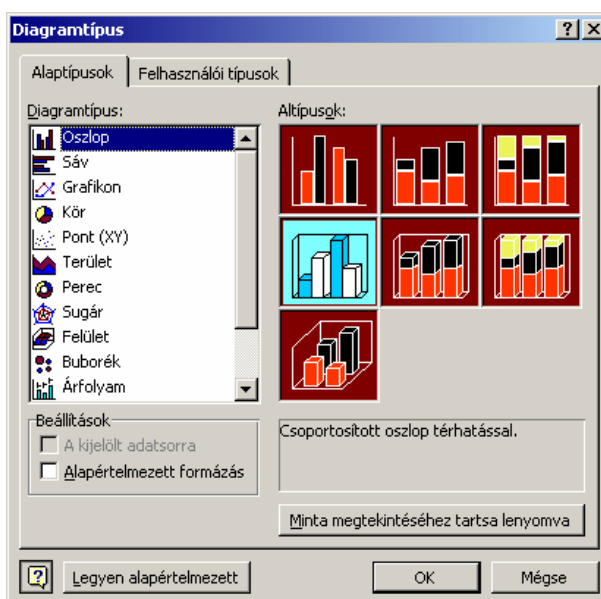 Diagramtípus
Alaptípusok
Felhasználói típusok
Diagramtípus:
Oszlop
Sáv
Grafikon
Kör
Pont (XY)
Terület
Perec
Sugár
Felület
Buborék
Árfolyam
Altípusok:
Beállítások
A kijelölt adatsorra
Alapértelmezett formázás
Csoportosított oszlop térhatással.
Minta megtekintéséhez tartsa lenyomva
Legyen alapértelmezett
OK
Mégse